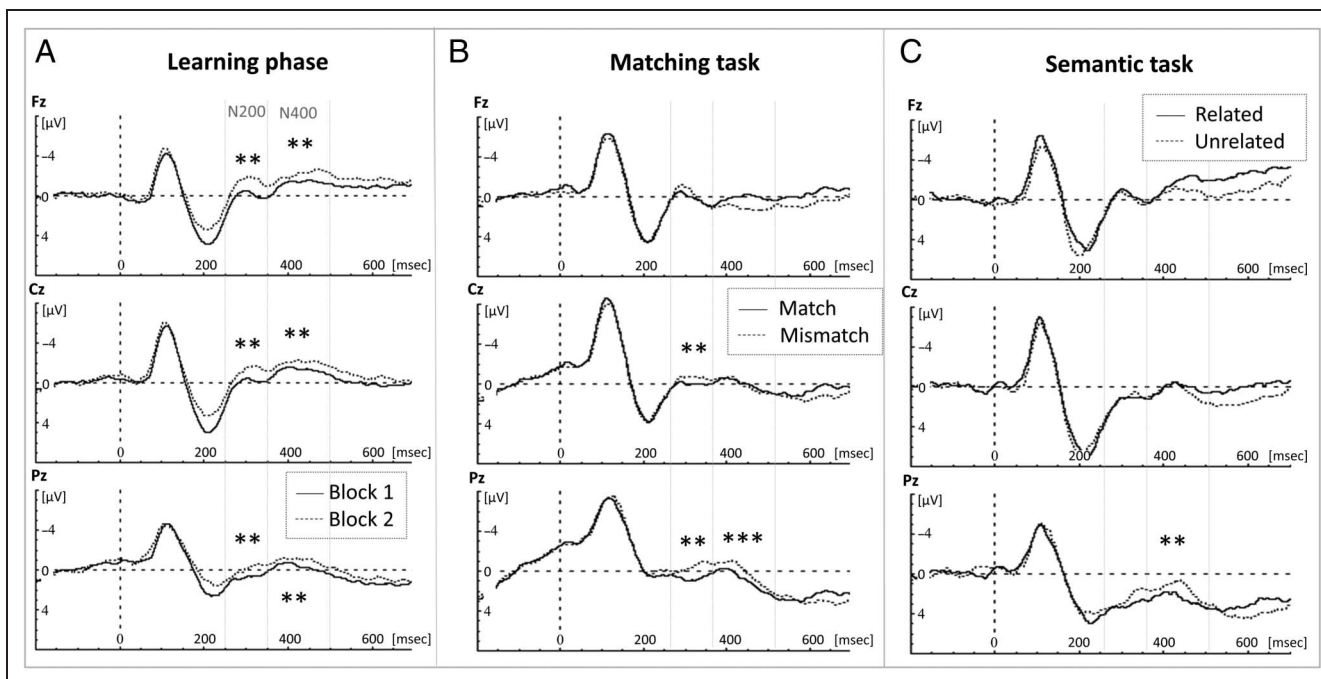 A
Learning phase
Fz
[µV]
N200
N400
**
**
-4
0
4
0
200
400
600
[msec]
Cz
[µV]
**
**
-4
0
4
0
200
400
600
[msec]
Pz
[µV]
Block 1
Block 2
**
**
-4
0
4
0
200
400
600
[msec]
B
Matching task
Fz
[µV]
-4
0
4
0
200
400
600
[msec]
Cz
[µV]
Match
Mismatch
**
-4
0
4
0
200
400
600
[msec]
Pz
[µV]
**
***
-4
0
4
0
200
400
600
[msec]
C
Semantic task
Fz
[µV]
Related
Unrelated
-4
0
4
0
200
400
600
[msec]
Cz
[µV]
-4
0
4
0
200
400
600
[msec]
Pz
[µV]
**
-4
0
4
0
200
400
600
[msec]